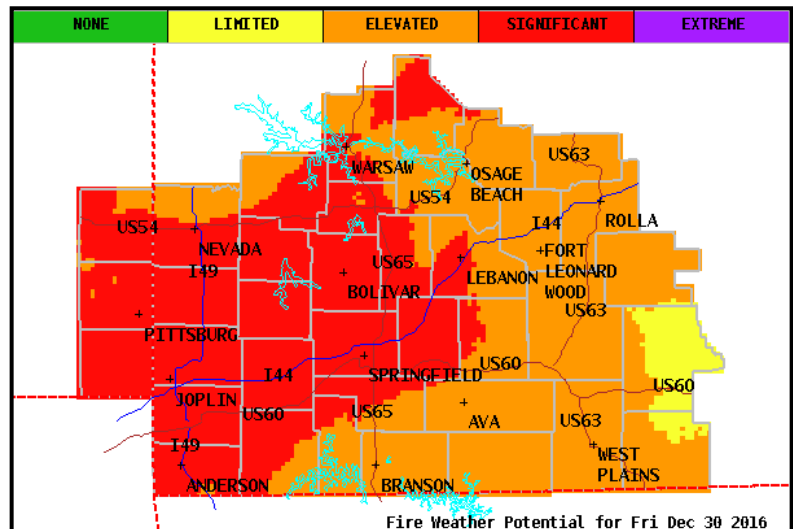 NONE LIMITED ELEVATED SIGNIFICANT EXTREME
WARSAW
US63
OSAGE
BEACH
US54
US54
I44
ROLLA
NEVADA
US65
LEBANON
FORT
LEONARD
WOOD
I49
BOLIVAR
US63
PITTSBURG
US60
I44
SPRINGFIELD
US60
JOPLIN
US60
US65
AVA
US63
I49
WEST
PLAINS
ANDERSON
BRANSON
Fire Weather Potential for Fri Dec 30 2016